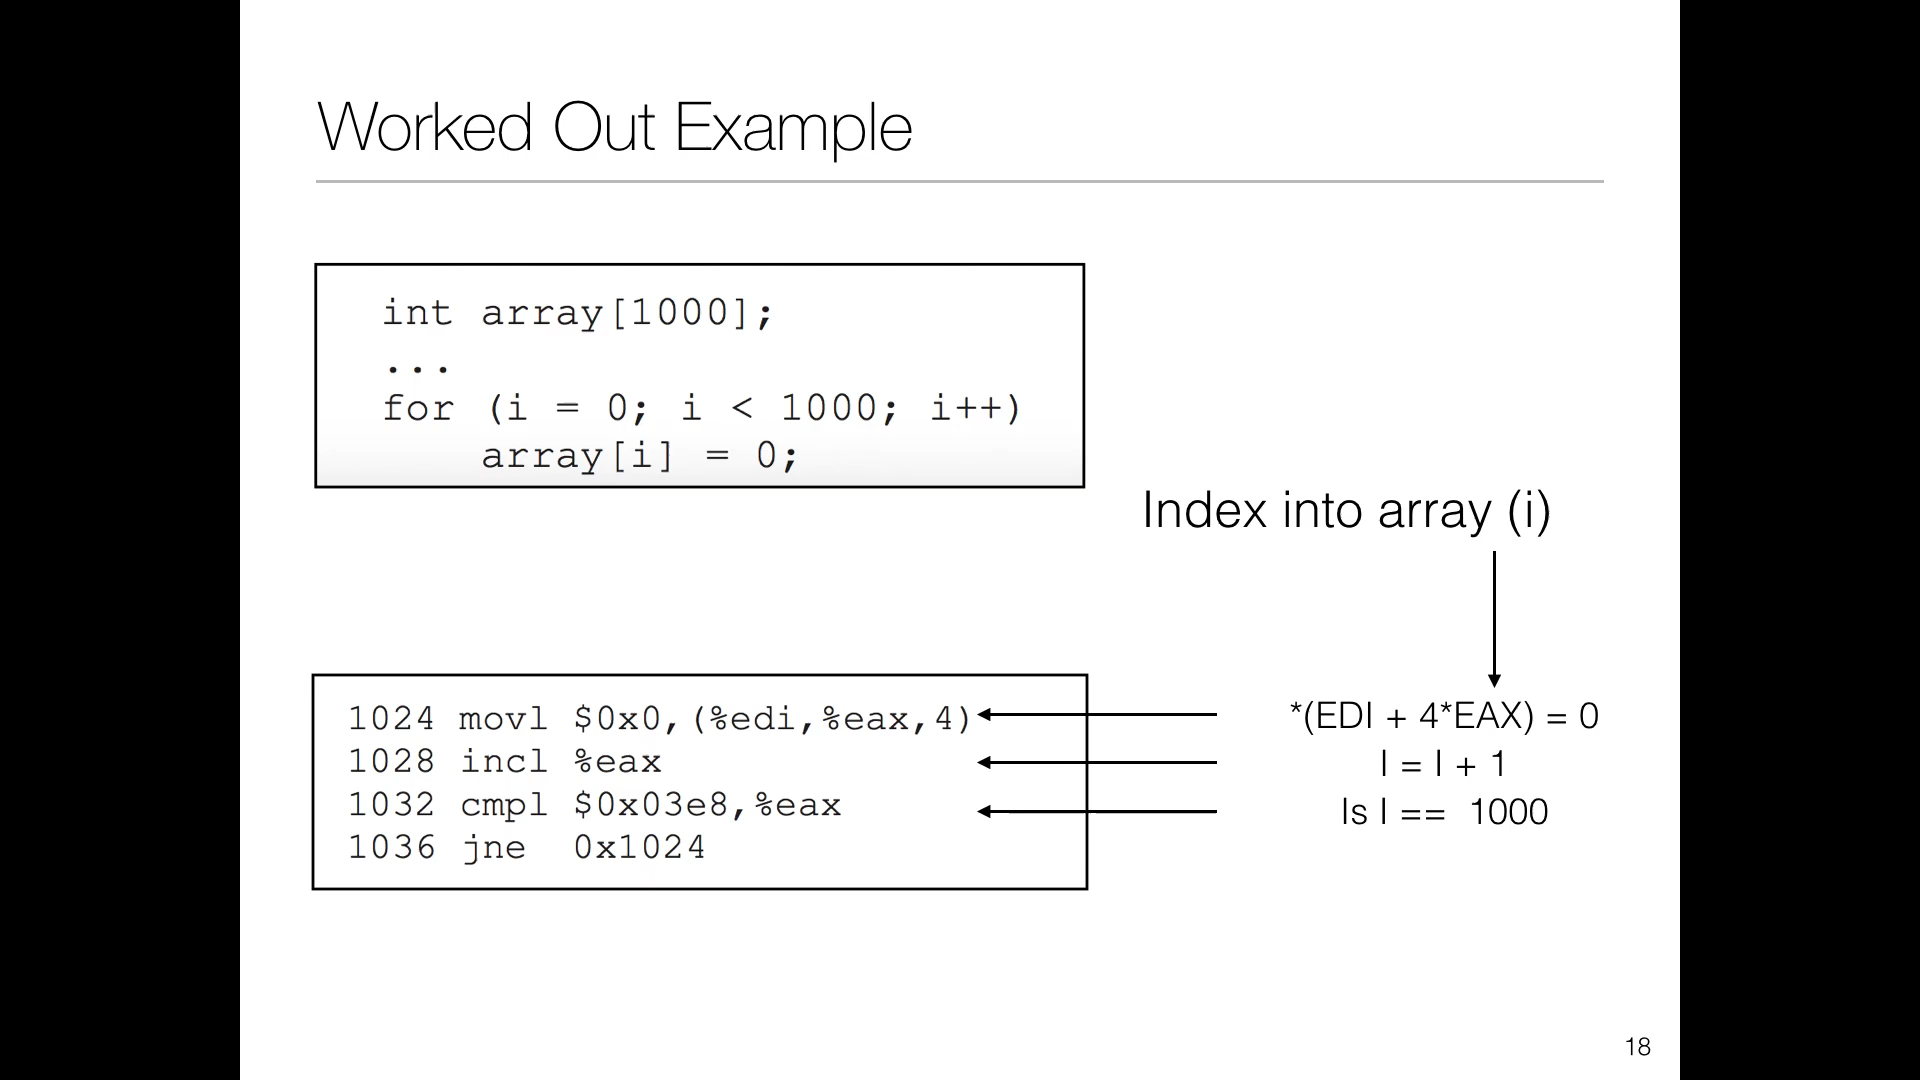 Worked Out Example
int array[1000];
...
for (i = 0; i < 1000; i++)
array[i] = 0;
Index into array (i)
1024 movl $0x0,(%edi,%eax,4)
1028 incl %eax
1032 cmpl $0x03e8,%eax
1036 jne 0x1024
*(EDI + 4*EAX) = 0
I = I + 1
Is I == 1000
18